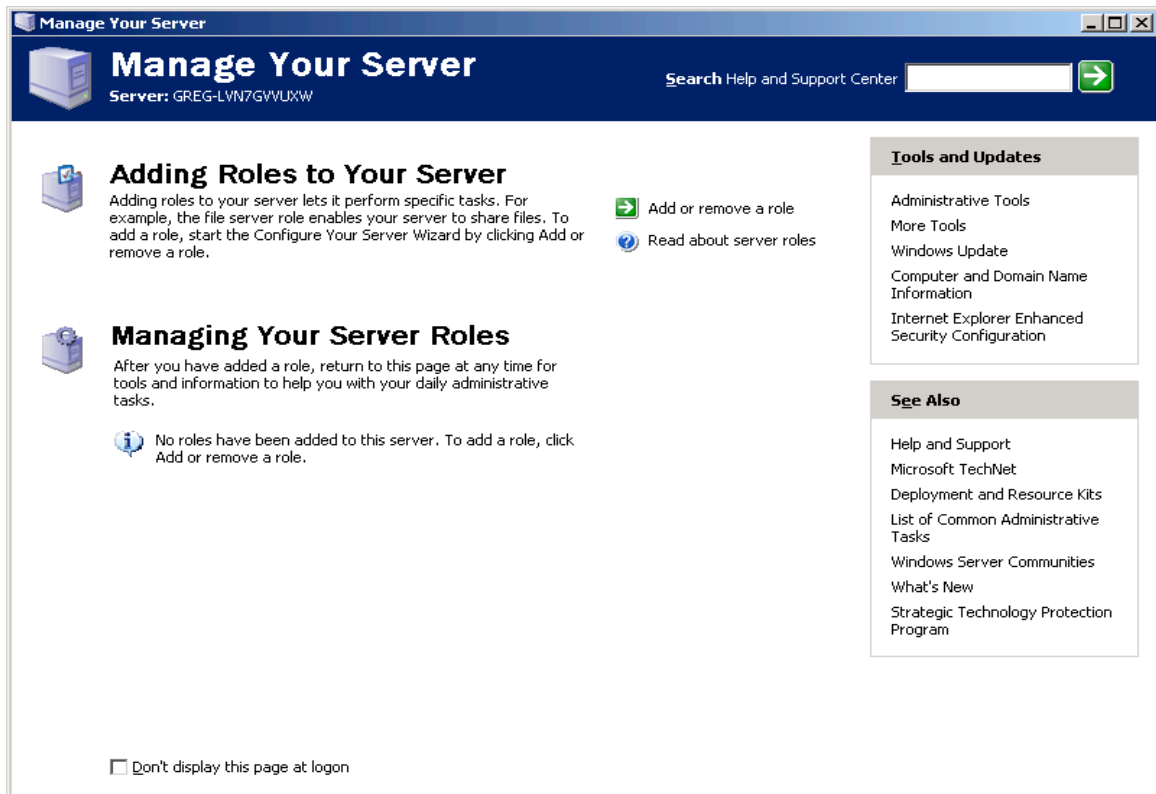 Manage Your Server
Manage Your Server
Server: GREG-LVN7GVVUXW
Search Help and Support Center
Adding Roles to Your Server
Adding roles to your server lets it perform specific tasks. For
example, the file server role enables your server to share files. To
add a role, start the Configure Your Server Wizard by clicking Add or
remove a role.
Add or remove a role
Read about server roles
Managing Your Server Roles
After you have added a role, return to this page at any time for
tools and information to help you with your daily administrative
tasks.
No roles have been added to this server. To add a role, click
Add or remove a role.
Tools and Updates
Administrative Tools
More Tools
Windows Update
Computer and Domain Name
Information
Internet Explorer Enhanced
Security Configuration
See Also
Help and Support
Microsoft TechNet
Deployment and Resource Kits
List of Common Administrative
Tasks
Windows Server Communities
What's New
Strategic Technology Protection
Program
Don't display this page at logon